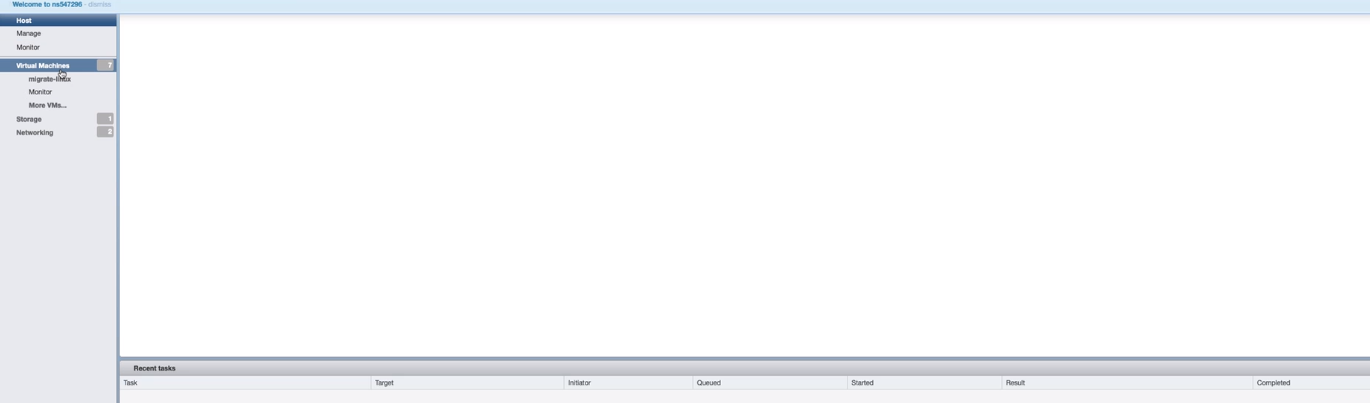 Welcome to ns547296 - dismiss
Host
Manage
Monitor
Virtual Machines 7
migrate-linux
Monitor
More VMs...
Storage 1
Networking 2
Recent tasks
Task Target Initiator Queued Started Result Completed